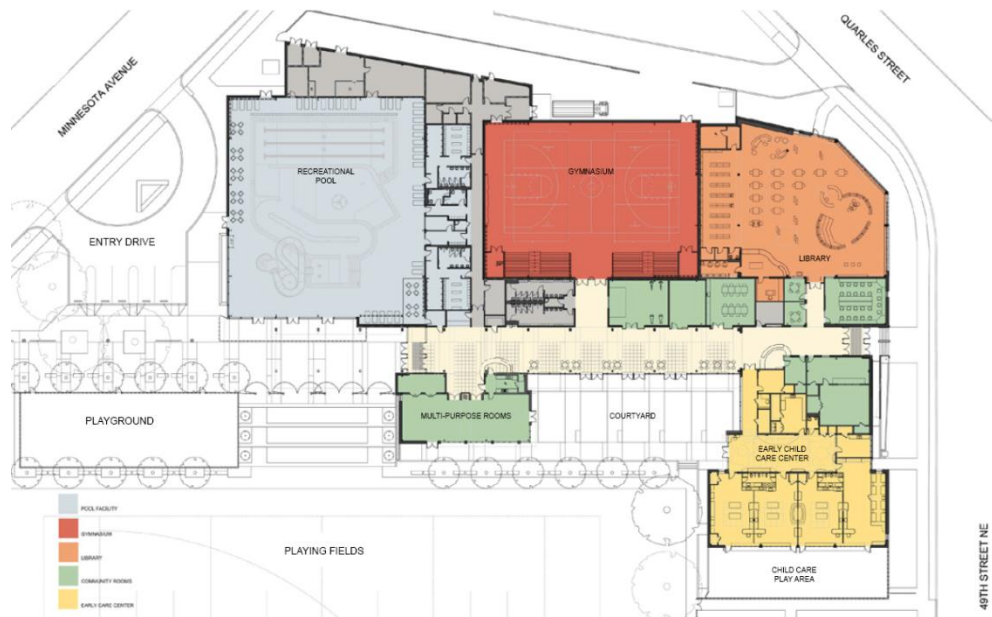 MINNESOTA AVENUE
QUARLES STREET
RECREATIONAL
POOL
GYMNASIUM
ENTRY DRIVE
LIBRARY
PLAYGROUND
MULTI-PURPOSE ROOMS
COURTYARD
EARLY CHILD
CARE CENTER
POOL FACILITY
GYMNASIUM
LIBRARY
COMMUNITY ROOMS
EARLY CARE CENTER
PLAYING FIELDS
CHILD CARE
PLAY AREA
49TH STREET NE